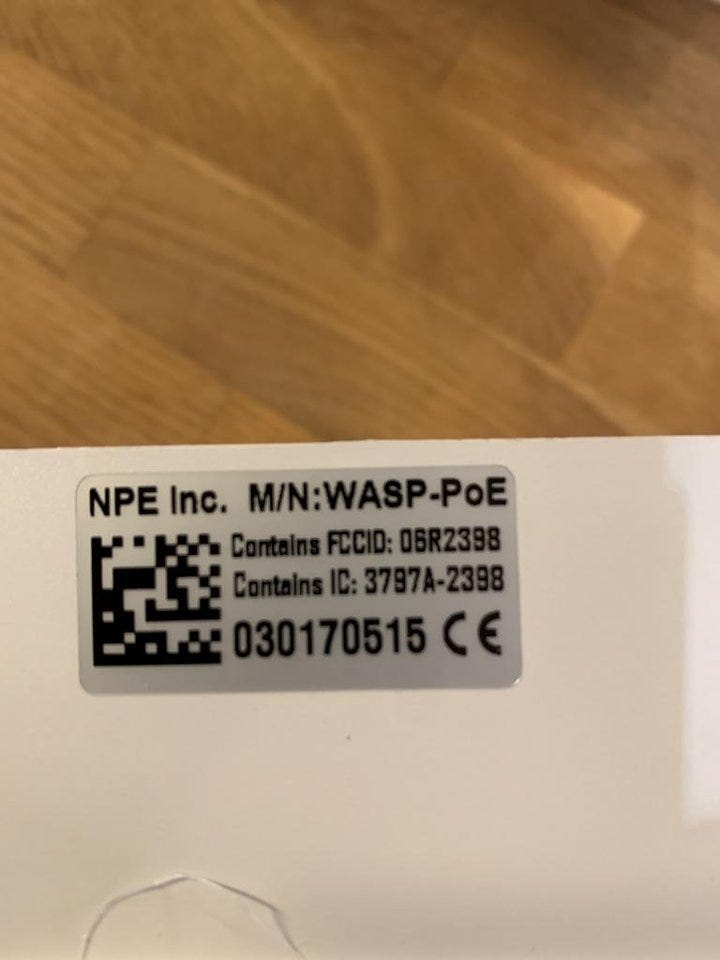 NPE Inc. M/N:WASP-PoE
Contains FCCID: O6R2398
Contains IC: 3797A-2398
030170515 CE